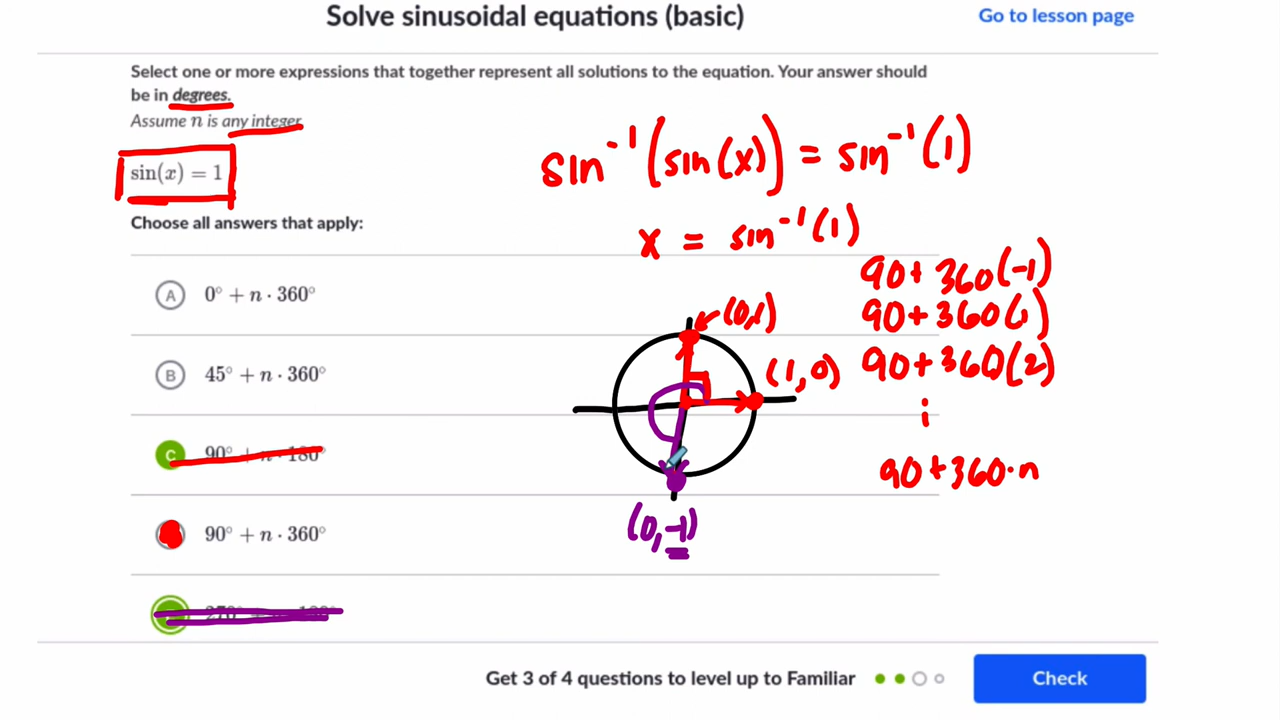 Solve sinusoidal equations (basic)
Go to lesson page
Select one or more expressions that together represent all solutions to the equation. Your answer should
be in degrees.
Assume n is any integer
sin(x) = 1
Choose all answers that apply:
A 0° + n · 360°
B 45° + n · 360°
C 90° + n · 180°
90° + n · 360°
sin⁻¹(sin(x)) = sin⁻¹(1)
x = sin⁻¹(1)
90+360(-1)
90+360(1)
90+360(2)
90+360·n
(0,1)
(1,0)
(0,-1)
Get 3 of 4 questions to level up to Familiar
Check